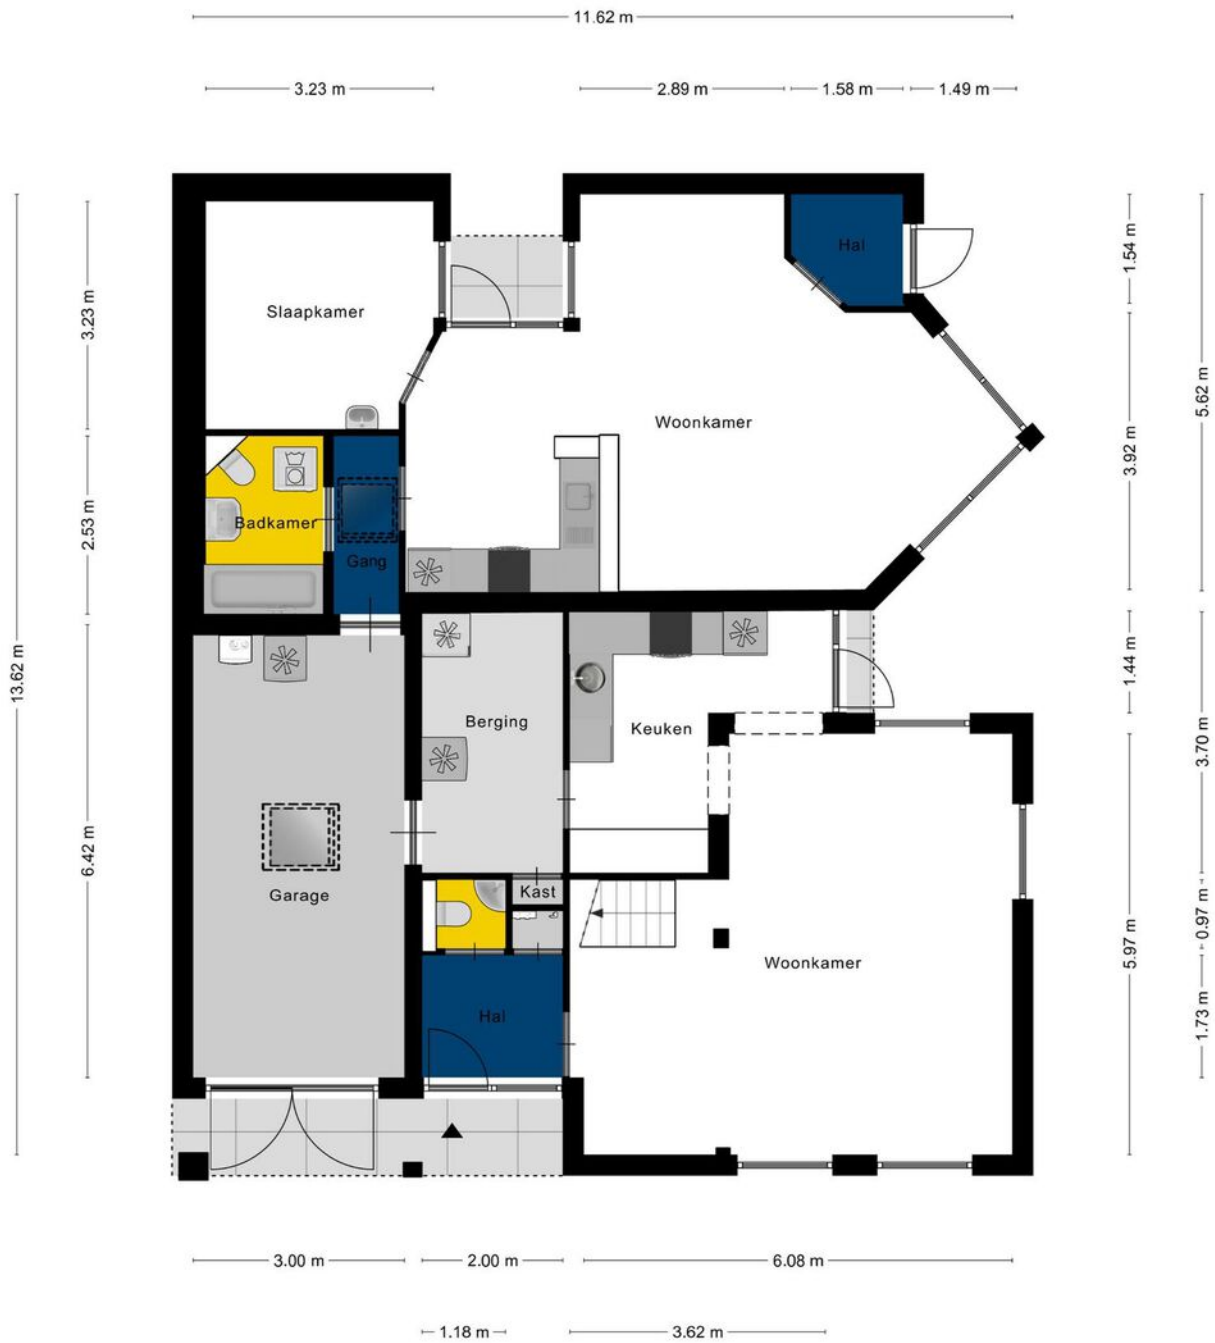 11.62 m
3.23 m
2.89 m
1.58 m
1.49 m
Hal
1.54 m
Slaapkamer
3.23 m
5.62 m
Woonkamer
3.92 m
Badkamer
2.53 m
Gang
13.62 m
1.44 m
Berging
Keuken
3.70 m
6.42 m
Garage
Kast
0.97 m
5.97 m
Woonkamer
Hal
1.73 m
3.00 m
2.00 m
6.08 m
1.18 m
3.62 m